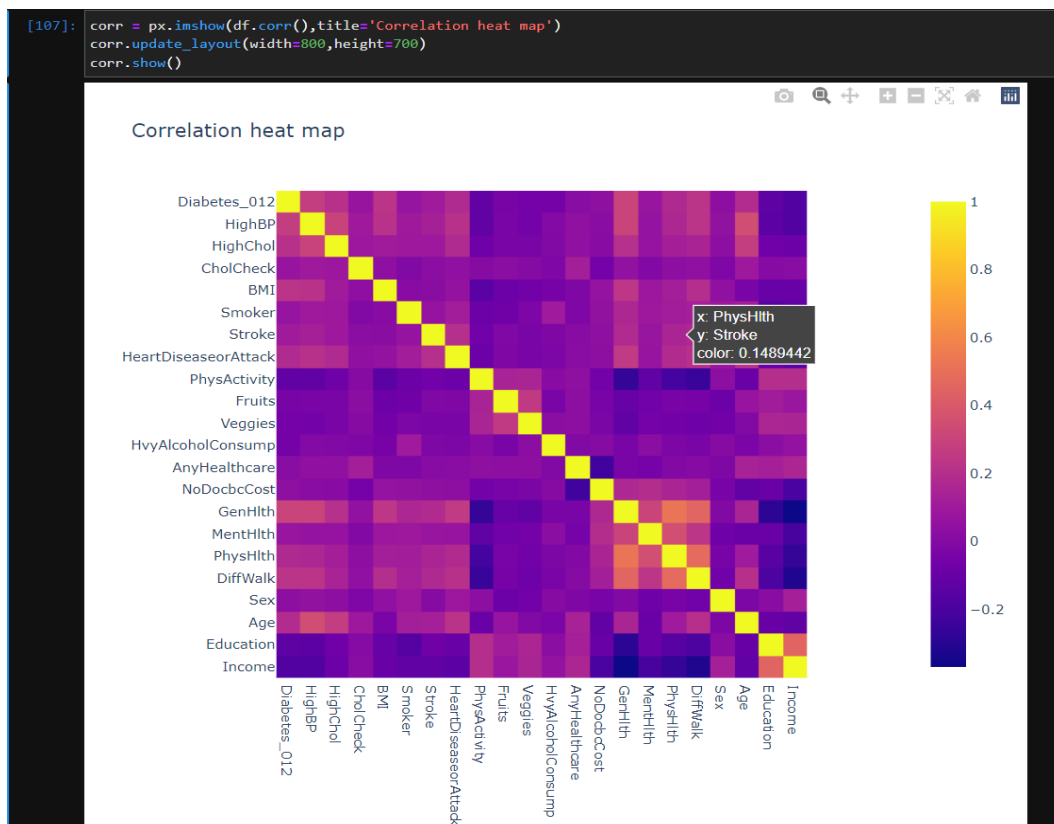 [107]: corr = px.imshow(df.corr(),title='Correlation heat map')
corr.update_layout(width=800,height=700)
corr.show()
Correlation heat map
Diabetes_012
HighBP
HighChol
CholCheck
BMI
Smoker
Stroke
HeartDiseaseorAttack
PhysActivity
Fruits
Veggies
HvyAlcoholConsump
AnyHealthcare
NoDocbcCost
GenHlth
MentHlth
PhysHlth
DiffWalk
Sex
Age
Education
Income
x: PhysHlth
y: Stroke
color: 0.1489442
1
0.8
0.6
0.4
0.2
0
−0.2
Diabetes_012
HighBP
HighChol
CholCheck
BMI
Smoker
Stroke
HeartDiseaseorAttack
PhysActivity
Fruits
Veggies
HvyAlcoholConsump
AnyHealthcare
NoDocbcCost
GenHlth
MentHlth
PhysHlth
DiffWalk
Sex
Age
Education
Income